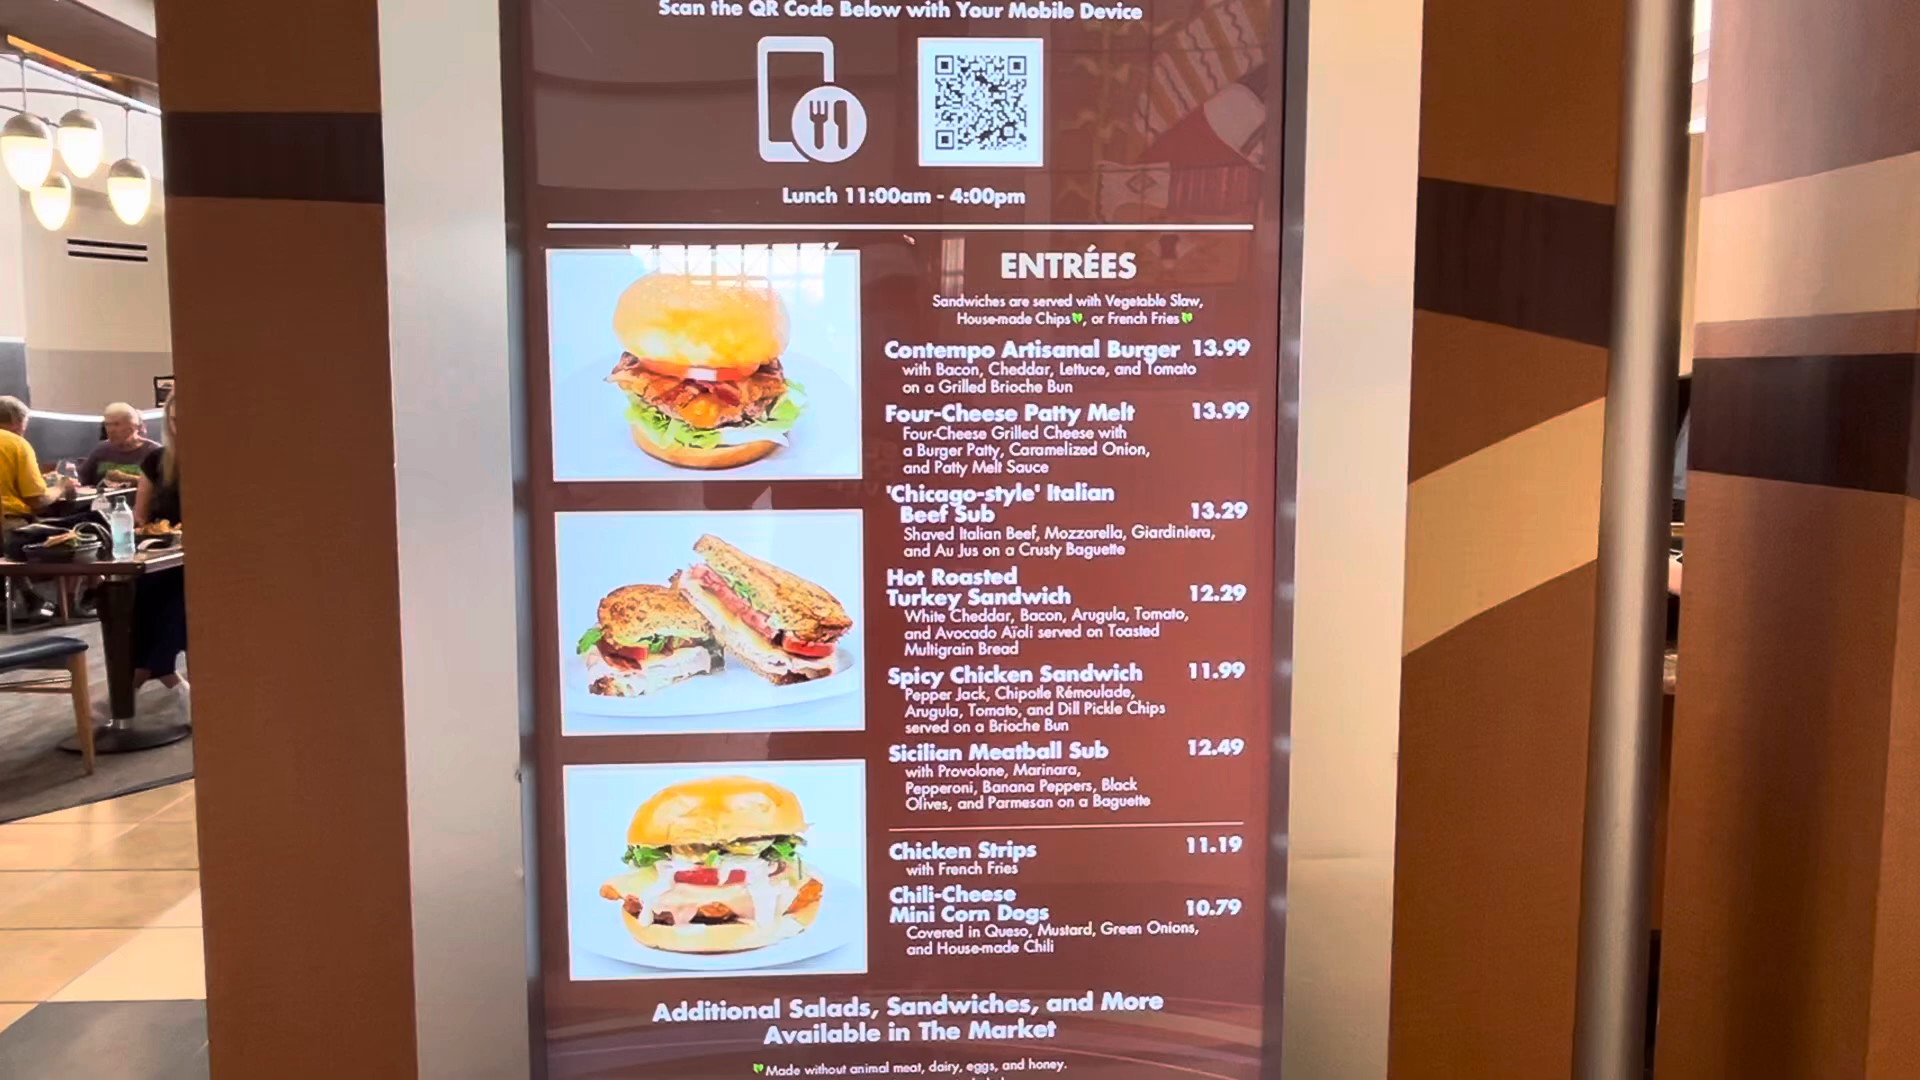 Scan the QR Code Below with Your Mobile Device
Lunch 11:00am - 4:00pm
ENTRÉES
Sandwiches are served with Vegetable Slaw,
House-made Chips, or French Fries
Contempo Artisanal Burger 13.99
with Bacon, Cheddar, Lettuce, and Tomato
on a Grilled Brioche Bun
Four-Cheese Patty Melt 13.99
Four-Cheese Grilled Cheese with
a Burger Patty, Caramelized Onion,
and Patty Melt Sauce
'Chicago-style' Italian
Beef Sub 13.29
Shaved Italian Beef, Mozzarella, Giardiniera,
and Au Jus on a Crusty Baguette
Hot Roasted
Turkey Sandwich 12.29
White Cheddar, Bacon, Arugula, Tomato,
and Avocado Aïoli served on Toasted
Multigrain Bread
Spicy Chicken Sandwich 11.99
Pepper Jack, Chipotle Rémoulade,
Arugula, Tomato, and Dill Pickle Chips
served on a Brioche Bun
Sicilian Meatball Sub 12.49
with Provolone, Marinara,
Pepperoni, Banana Peppers, Black
Olives, and Parmesan on a Baguette
Chicken Strips 11.19
with French Fries
Chili-Cheese
Mini Corn Dogs 10.79
Covered in Queso, Mustard, Green Onions,
and House-made Chili
Additional Salads, Sandwiches, and More
Available in The Market
Made without animal meat, dairy, eggs, and honey.